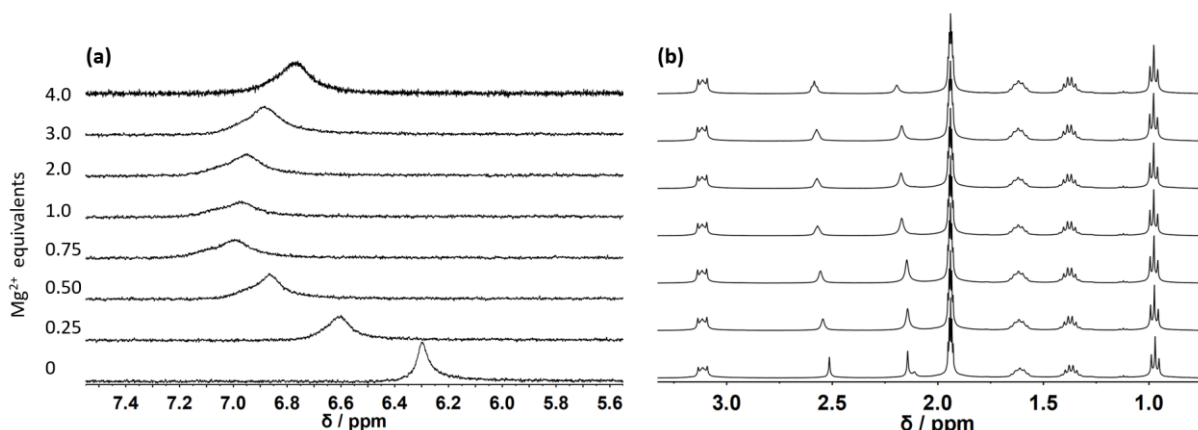 (a)
(b)
Mg²⁺ equivalents
4.0
3.0
2.0
1.0
0.75
0.50
0.25
0
7.4 7.2 7.0 6.8 6.6 6.4 6.2 6.0 5.8 5.6
δ / ppm
3.0 2.5 2.0 1.5 1.0
δ / ppm